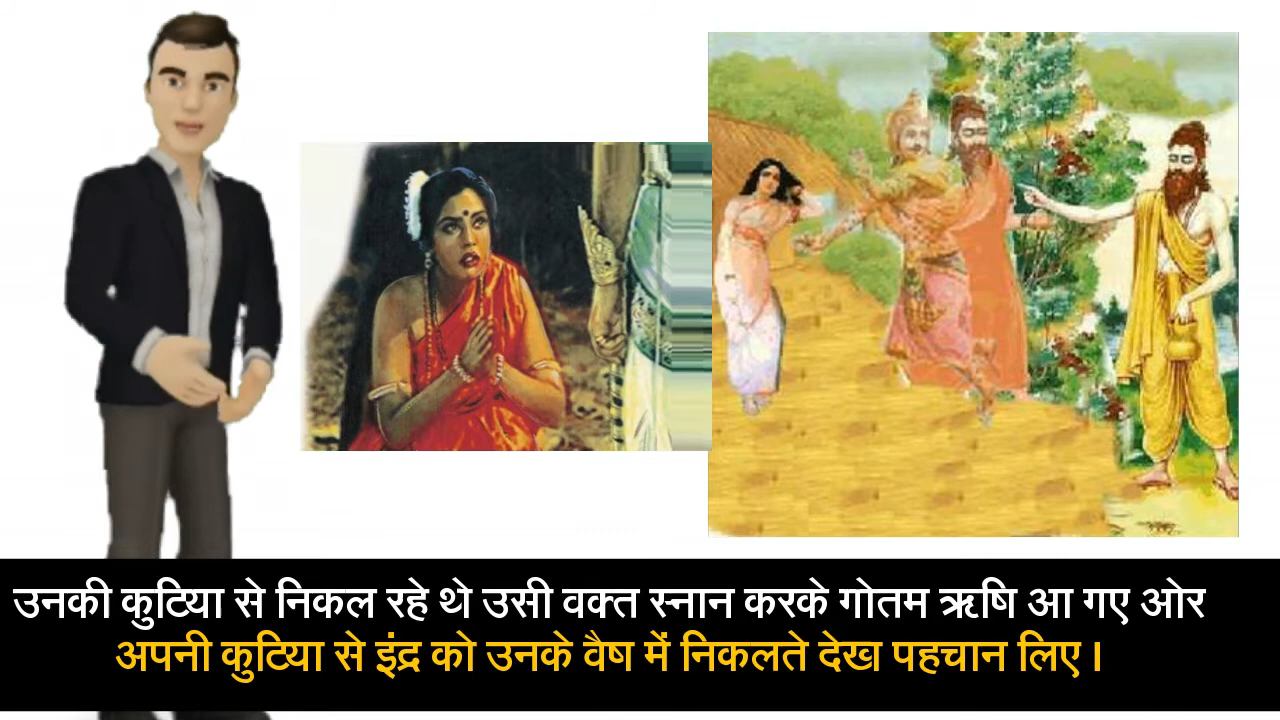 उनकी कुटिया से निकल रहे थे उसी वक्त स्नान करके गोतम ऋषि आ गए ओर
अपनी कुटिया से इंद्र को उनके वैष में निकलते देख पहचान लिए ।